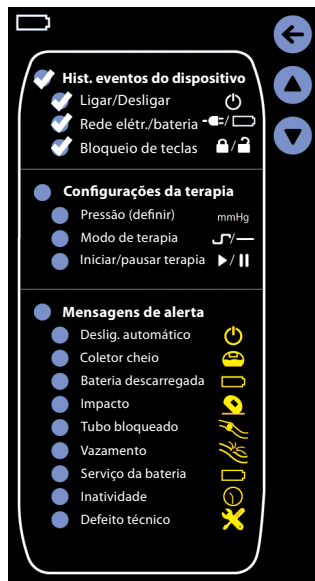 Hist. eventos do dispositivo
Ligar/Desligar
Rede elétr./bateria
Bloqueio de teclas
Configurações da terapia
Pressão (definir) mmHg
Modo de terapia
Iniciar/pausar terapia
Mensagens de alerta
Deslig. automático
Coletor cheio
Bateria descarregada
Impacto
Tubo bloqueado
Vazamento
Serviço da bateria
Inatividade
Defeito técnico